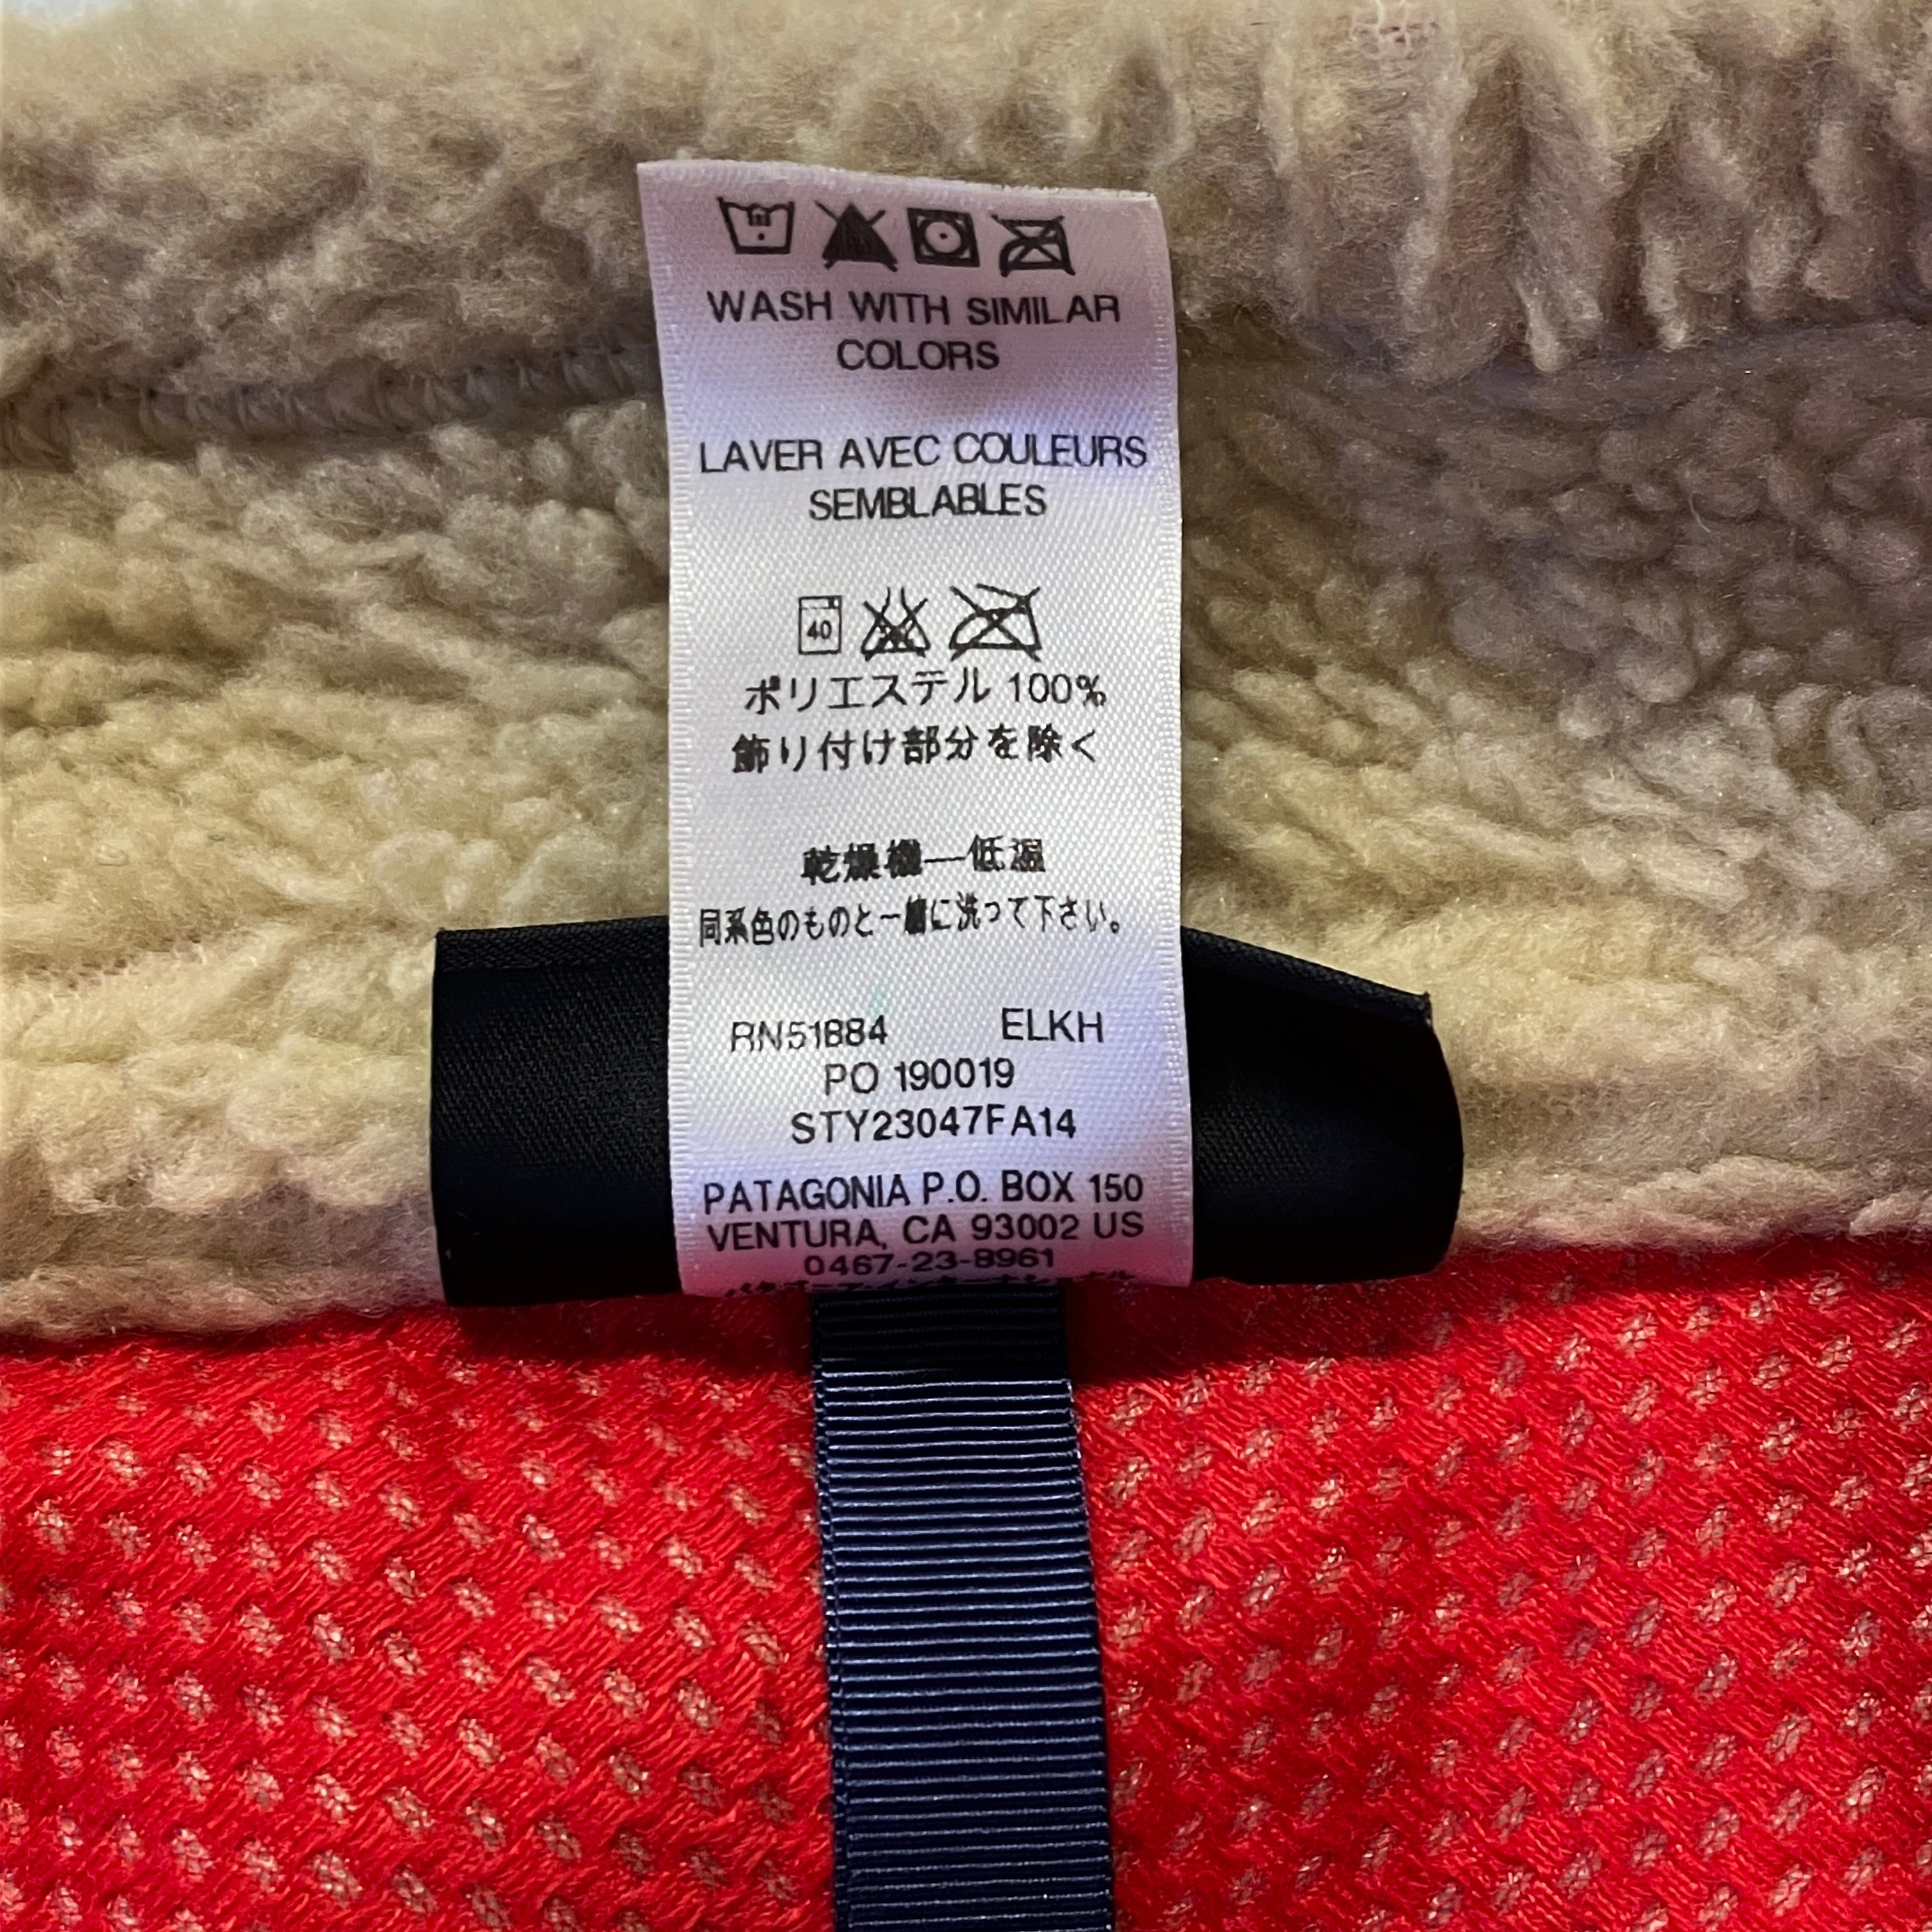 WASH WITH SIMILAR
COLORS
LAVER AVEC COULEURS
SEMBLABLES
40
ポリエステル 100%
飾り付け部分を除く
乾燥機—低温
同系色のものと一緒に洗って下さい。
RN51884 ELKH
PO 190019
STY23047FA14
PATAGONIA P.O. BOX 150
VENTURA, CA 93002 US
0467-23-8961